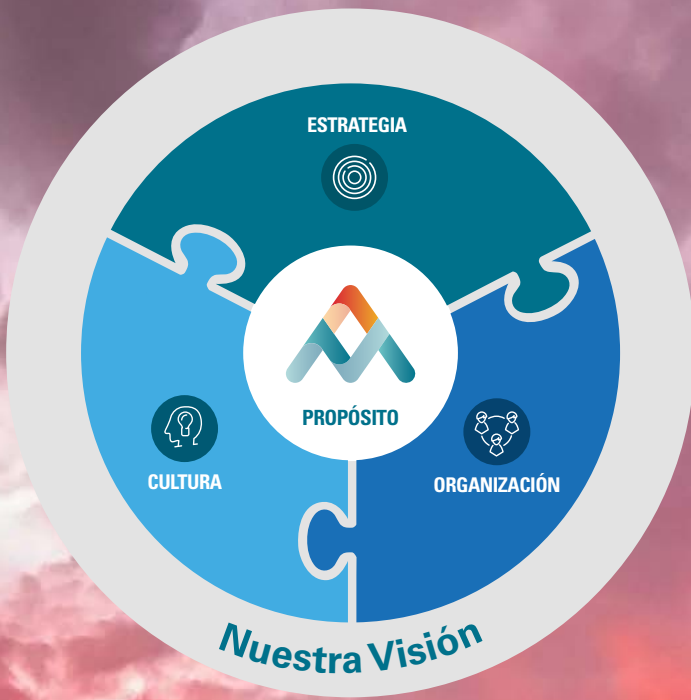 ESTRATEGIA
PROPÓSITO
CULTURA
ORGANIZACIÓN
Nuestra Visión